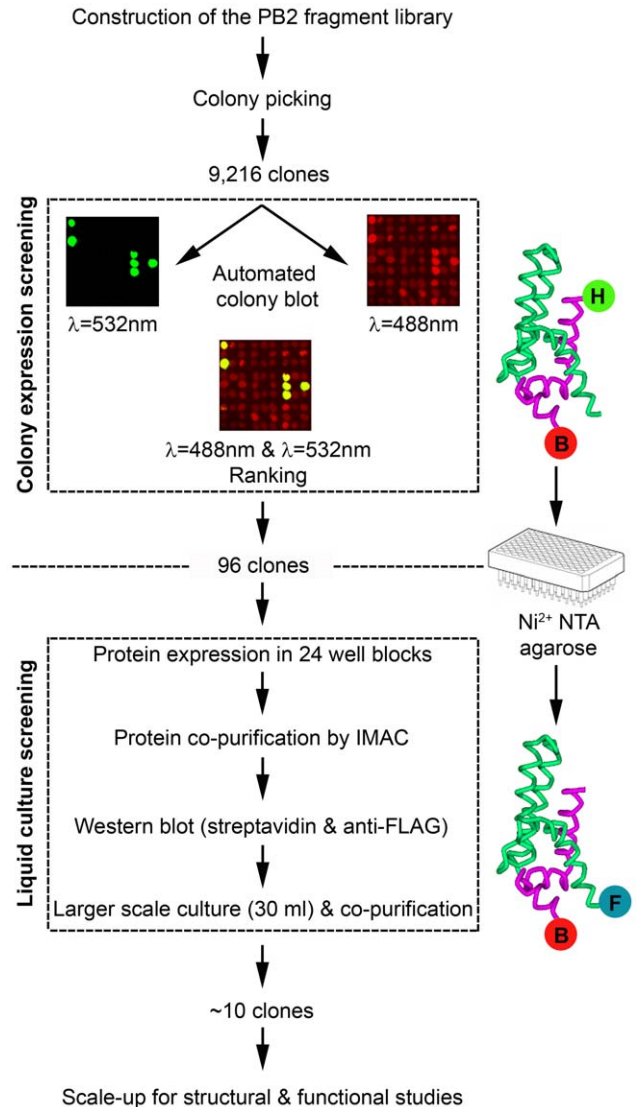 Construction of the PB2 fragment library
Colony picking
9,216 clones
Colony expression screening
Automated
colony blot
λ=532nm
λ=488nm
λ=488nm & λ=532nm
Ranking
H
B
96 clones
Ni²⁺ NTA
agarose
Liquid culture screening
Protein expression in 24 well blocks
Protein co-purification by IMAC
Western blot (streptavidin & anti-FLAG)
Larger scale culture (30 ml) & co-purification
F
B
~10 clones
Scale-up for structural & functional studies